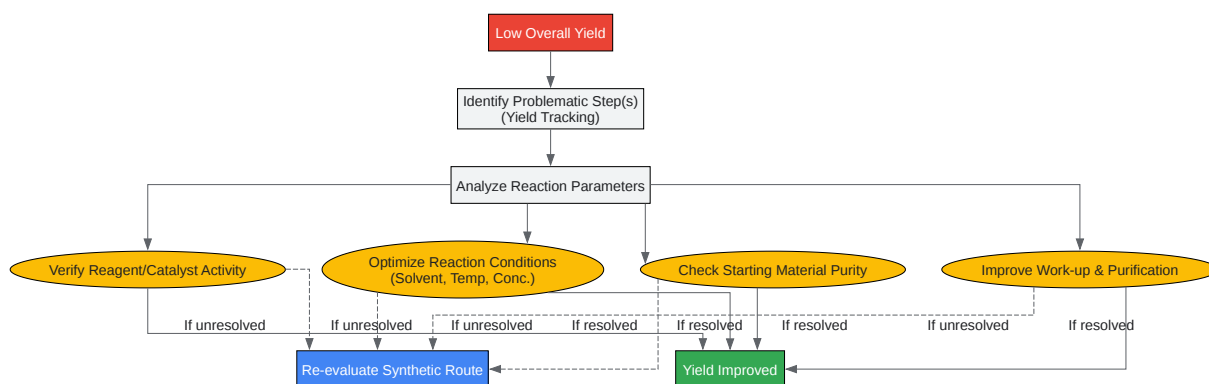 Low Overall Yield
Identify Problematic Step(s)
(Yield Tracking)
Analyze Reaction Parameters
Verify Reagent/Catalyst Activity
Optimize Reaction Conditions
(Solvent, Temp, Conc.)
Check Starting Material Purity
Improve Work-up & Purification
If unresolved
If unresolved
If unresolved
If resolved
If resolved
If resolved
If unresolved
If resolved
Re-evaluate Synthetic Route
Yield Improved